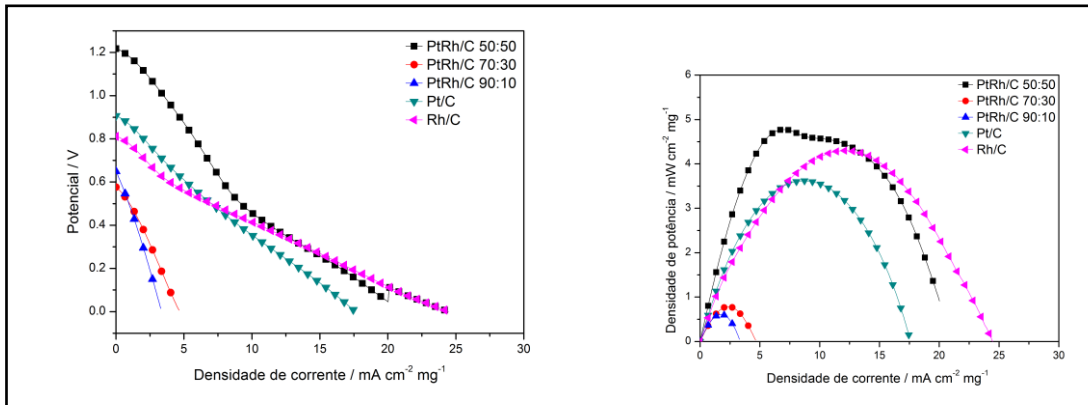 PtRh/C 50:50
PtRh/C 70:30
PtRh/C 90:10
Pt/C
Rh/C
1.2
1.0
0.8
0.6
0.4
0.2
0.0
Potencial / V
0 5 10 15 20 25 30
Densidade de corrente / mA cm⁻² mg⁻¹
PtRh/C 50:50
PtRh/C 70:30
PtRh/C 90:10
Pt/C
Rh/C
6
5
4
3
2
1
0
Densidade de potência / mW cm⁻² mg⁻¹
0 5 10 15 20 25 30
Densidade de corrente / mA cm⁻² mg⁻¹